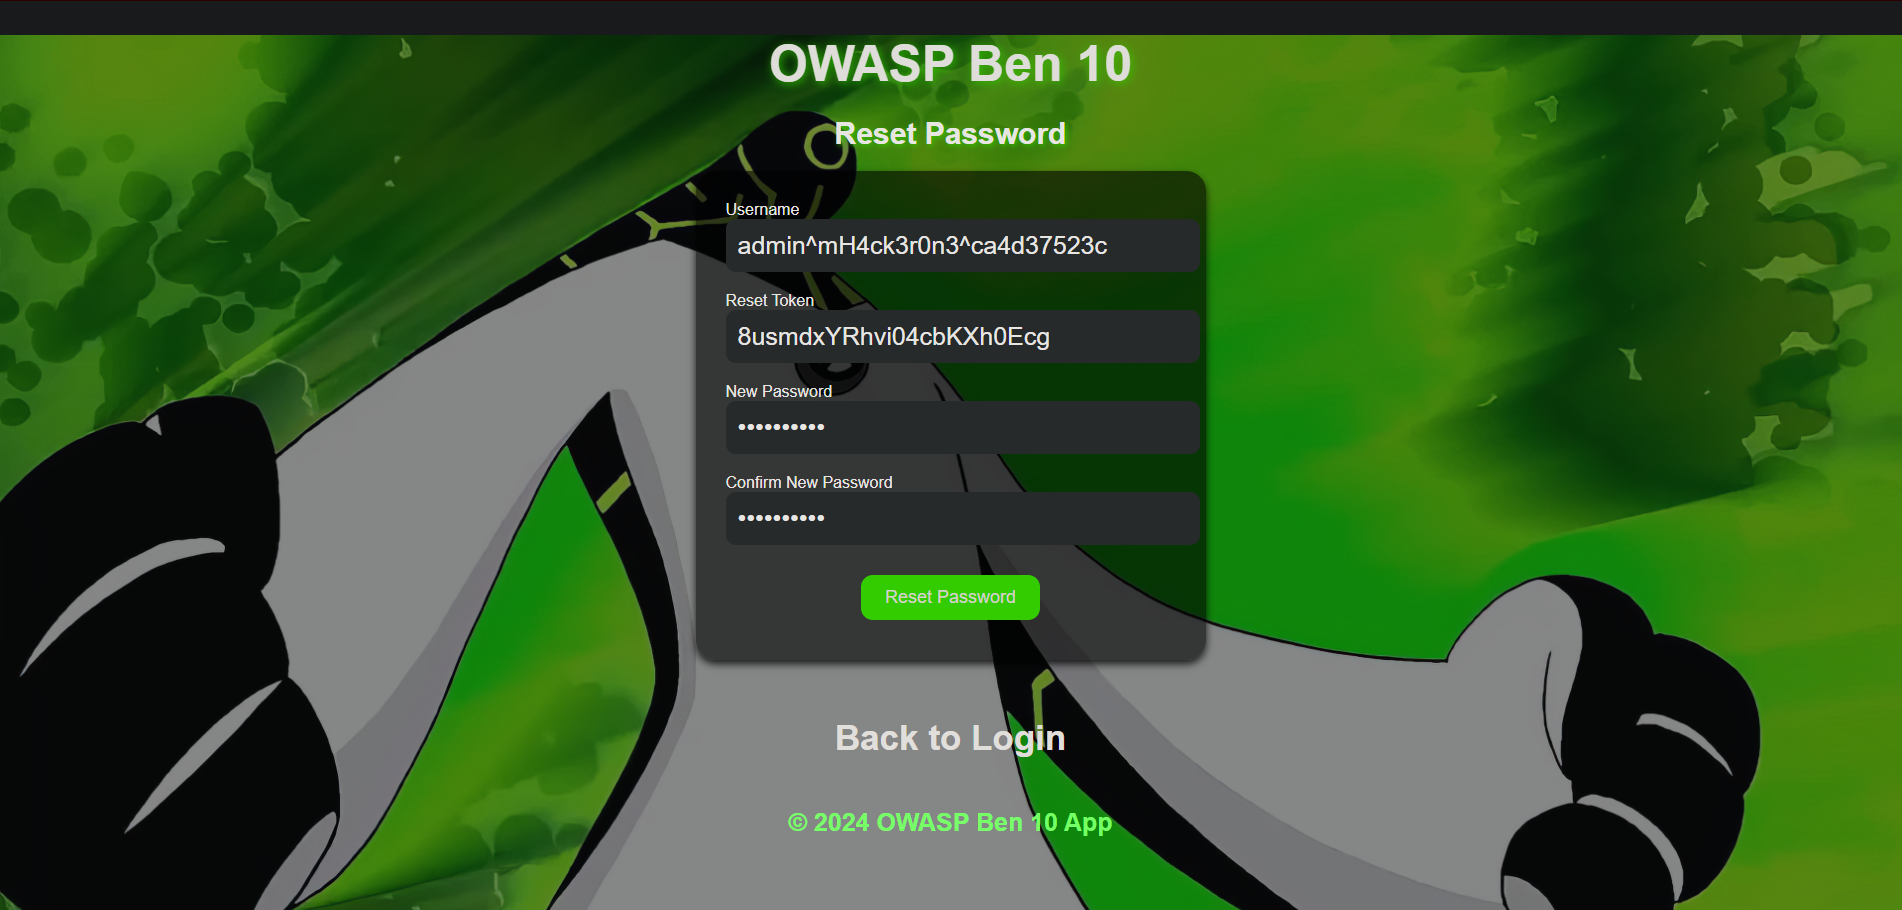 OWASP Ben 10
Reset Password
Username
admin^mH4ck3r0n3^ca4d37523c
Reset Token
8usmdxYRhvi04cbKXh0Ecg
New Password
••••••••••
Confirm New Password
••••••••••
Reset Password
Back to Login
© 2024 OWASP Ben 10 App